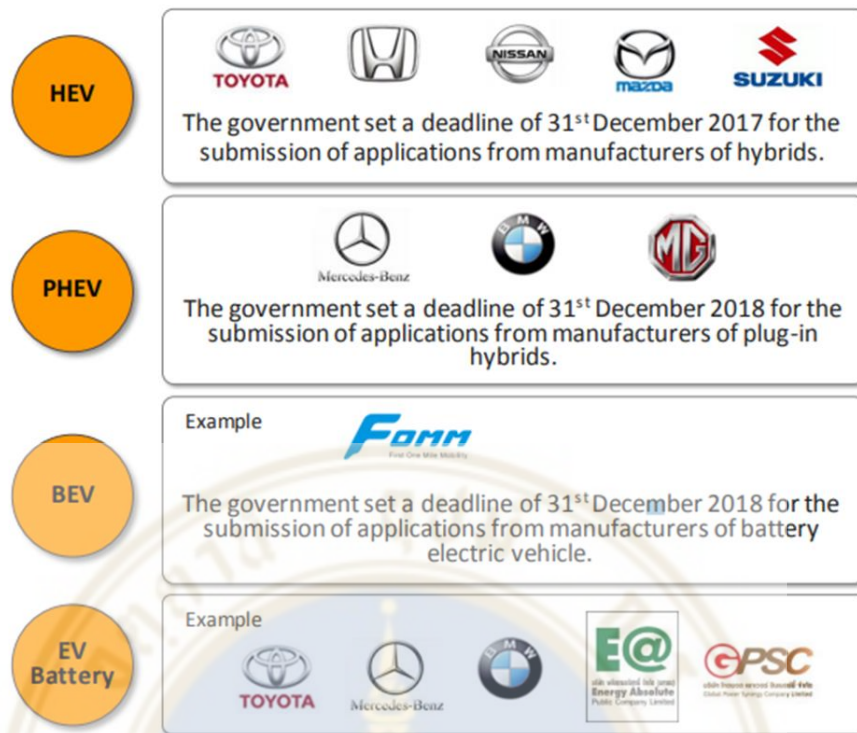 HEV
TOYOTA
NISSAN
mazda
SUZUKI
The government set a deadline of 31st December 2017 for the
submission of applications from manufacturers of hybrids.
PHEV
Mercedes-Benz
BMW
MG
The government set a deadline of 31st December 2018 for the
submission of applications from manufacturers of plug-in
hybrids.
BEV
Example
FOMM
First One Mile Mobility
The government set a deadline of 31st December 2018 for the
submission of applications from manufacturers of battery
electric vehicle.
EV
Battery
Example
TOYOTA
Mercedes-Benz
BMW
E@
Energy Absolute
Public Company Limited
GPSC
Global Power Synergy Company Limited